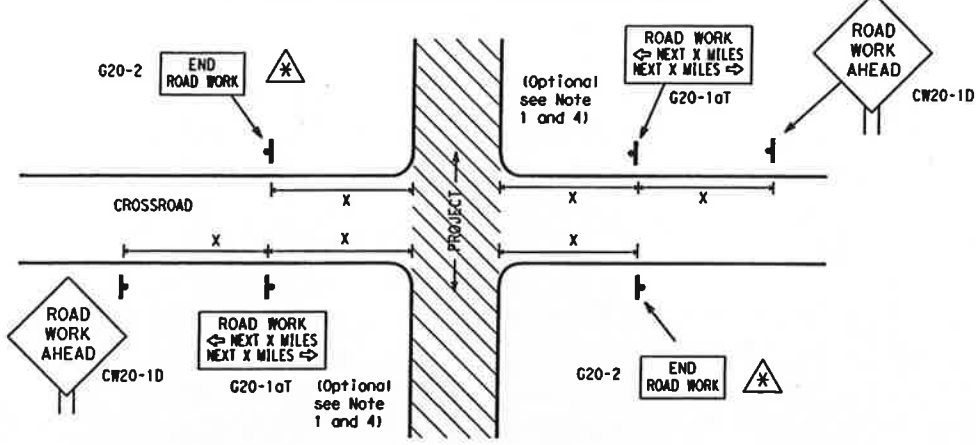 G20-2
END
ROAD WORK
*
(Optional
see Note
1 and 4)
ROAD WORK
⇦ NEXT X MILES
NEXT X MILES ⇨
G20-1aT
ROAD
WORK
AHEAD
CW20-1D
X
X
X
CROSSROAD
PROJECT
X
X
X
ROAD
WORK
AHEAD
CW20-1D
ROAD WORK
⇦ NEXT X MILES
NEXT X MILES ⇨
G20-1aT
(Optional
see Note
1 and 4)
G20-2
END
ROAD WORK
*